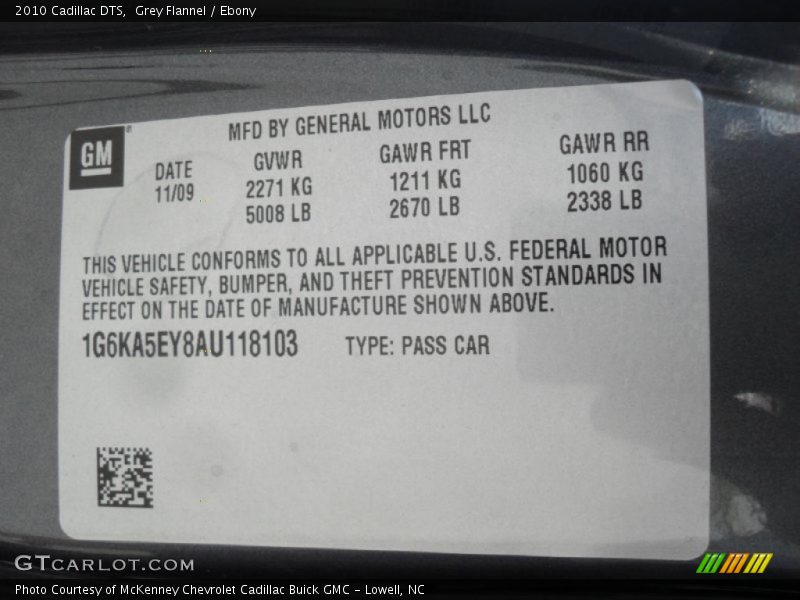 2010 Cadillac DTS,  Grey Flannel / Ebony
MFD BY GENERAL MOTORS LLC
GM
DATE
11/09
GVWR
2271 KG
5008 LB
GAWR FRT
1211 KG
2670 LB
GAWR RR
1060 KG
2338 LB
THIS VEHICLE CONFORMS TO ALL APPLICABLE U.S. FEDERAL MOTOR
VEHICLE SAFETY, BUMPER, AND THEFT PREVENTION STANDARDS IN
EFFECT ON THE DATE OF MANUFACTURE SHOWN ABOVE.
1G6KA5EY8AU118103 TYPE: PASS CAR
GTCARLOT.COM
Photo Courtesy of McKenney Chevrolet Cadillac Buick GMC - Lowell, NC